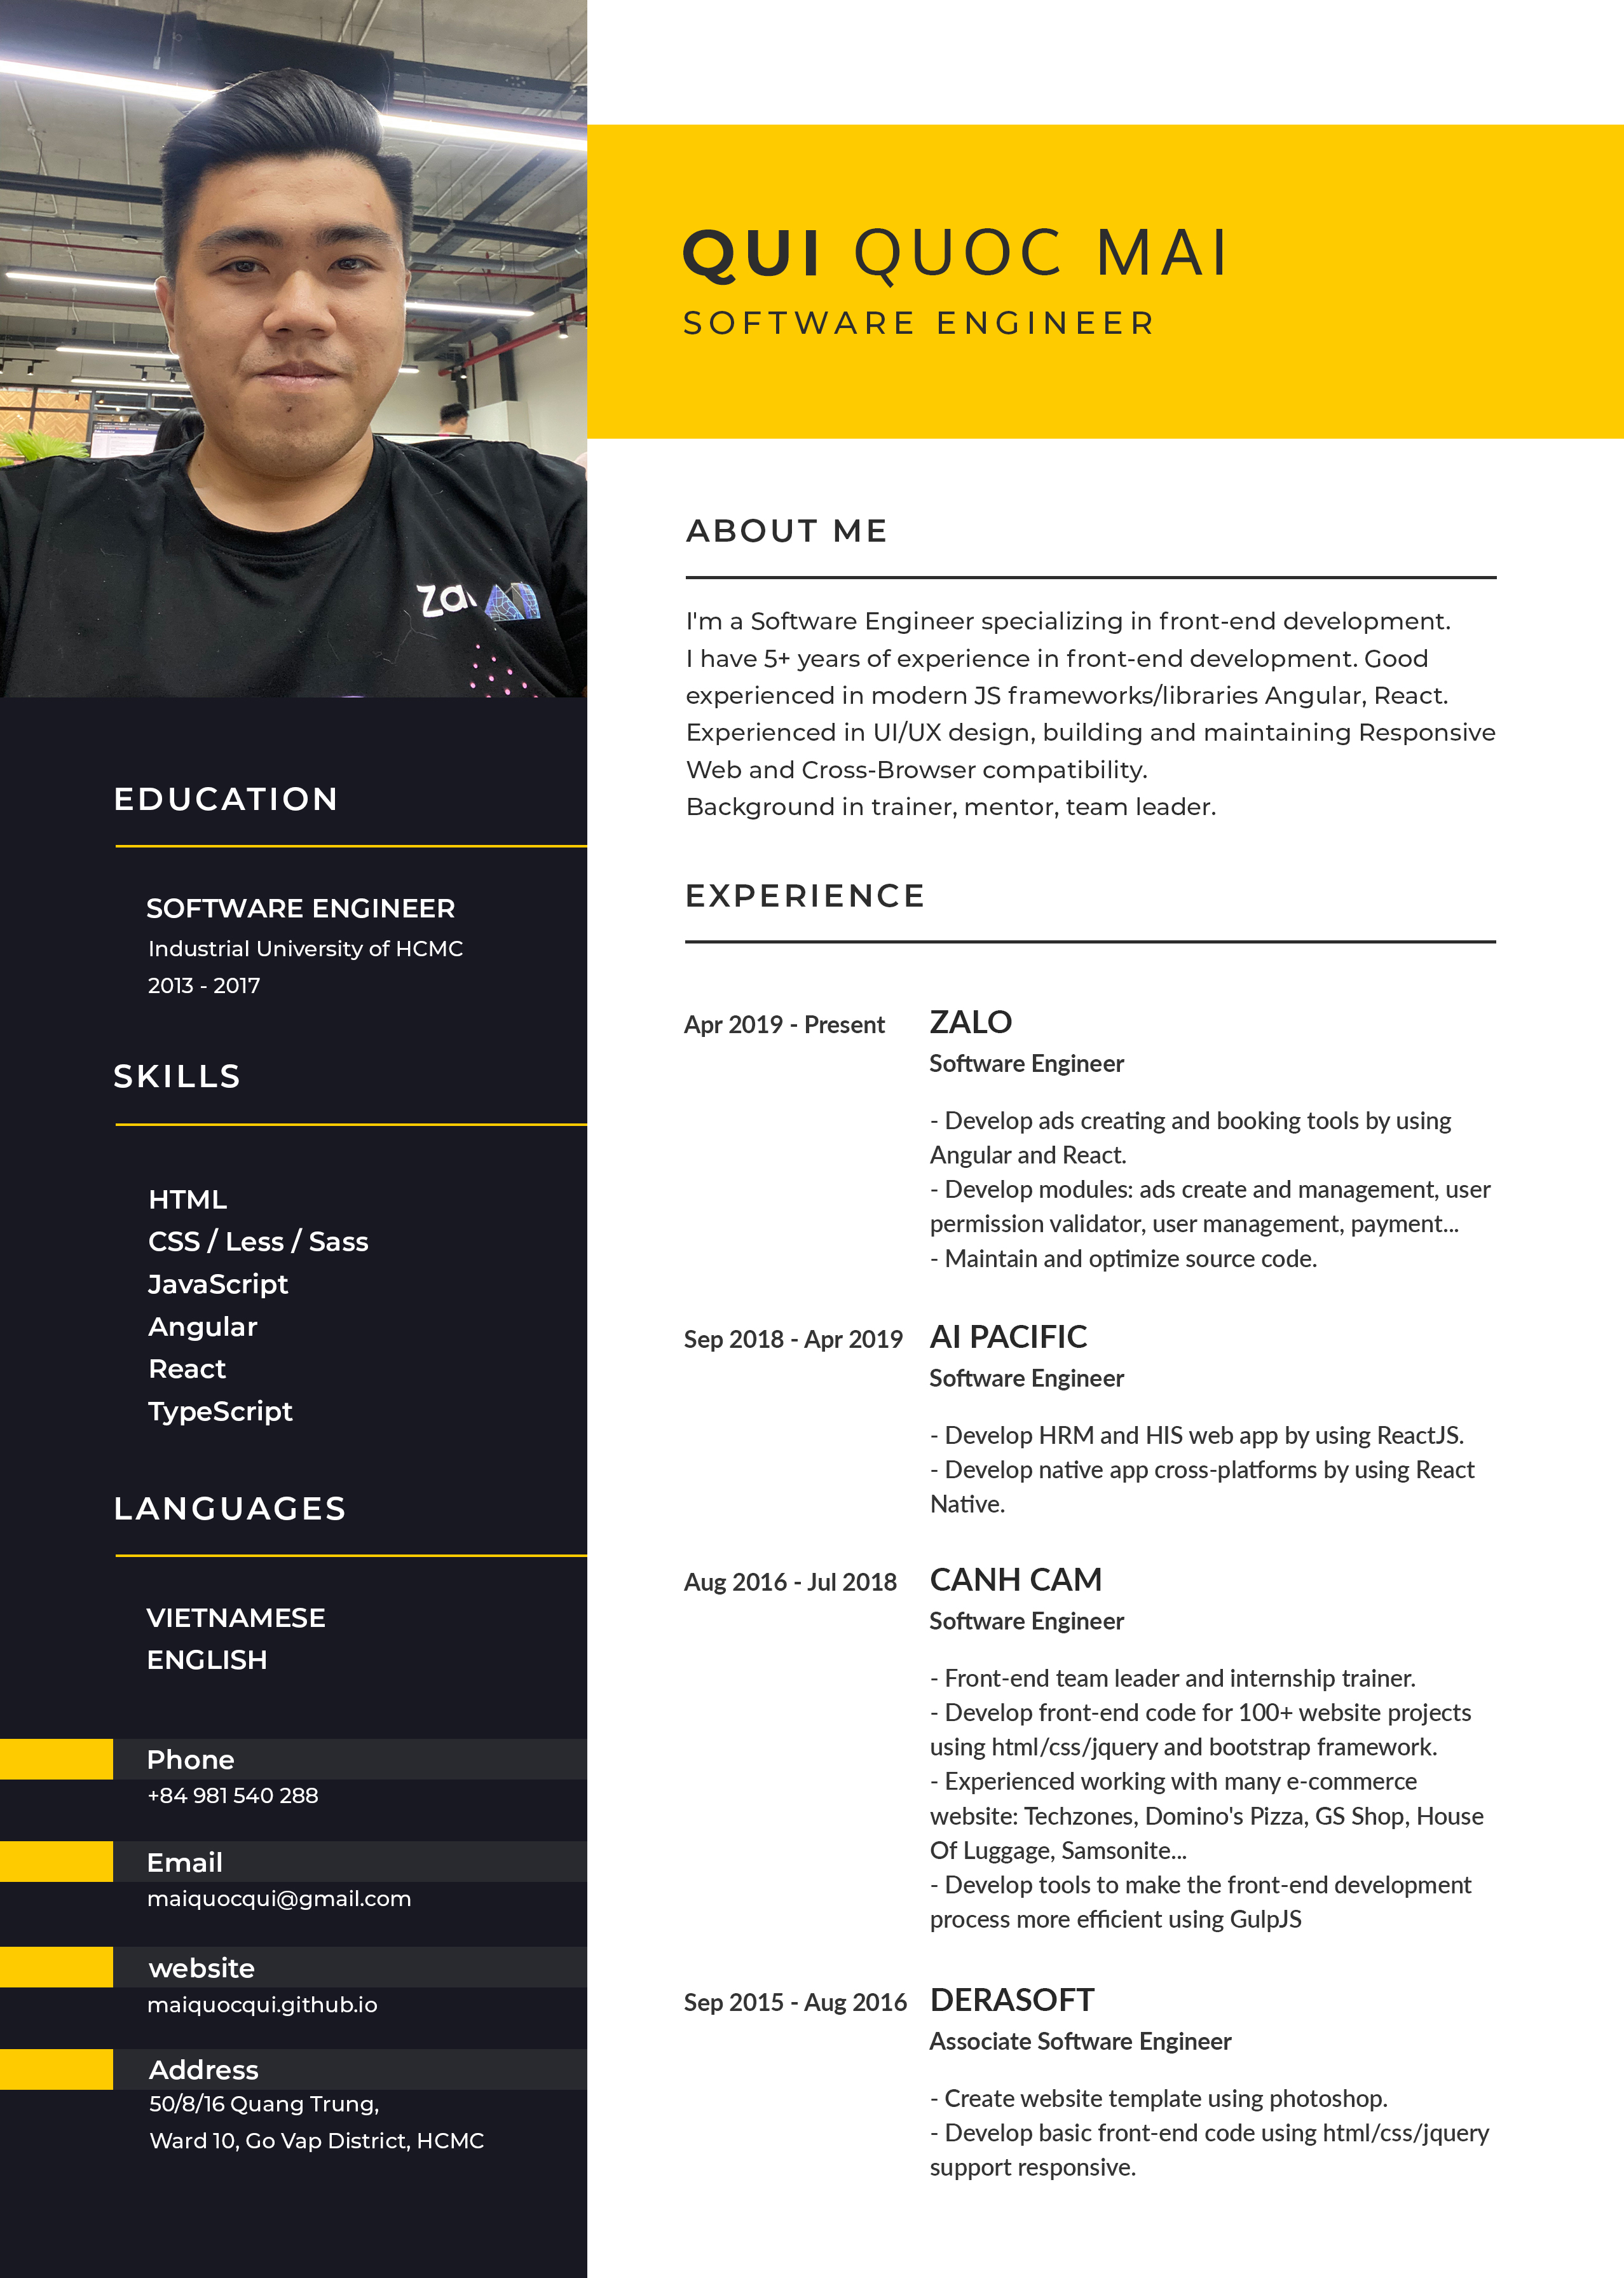 Zal AI
EDUCATION
SOFTWARE ENGINEER
Industrial University of HCMC
2013 - 2017
SKILLS
HTML
CSS / Less / Sass
JavaScript
Angular
React
TypeScript
LANGUAGES
VIETNAMESE
ENGLISH
Phone
+84 981 540 288
Email
maiquocqui@gmail.com
website
maiquocqui.github.io
Address
50/8/16 Quang Trung,
Ward 10, Go Vap District, HCMC
QUI QUOC MAI
SOFTWARE ENGINEER
ABOUT ME
I'm a Software Engineer specializing in front-end development.
I have 5+ years of experience in front-end development. Good
experienced in modern JS frameworks/libraries Angular, React.
Experienced in UI/UX design, building and maintaining Responsive
Web and Cross-Browser compatibility.
Background in trainer, mentor, team leader.
EXPERIENCE
Apr 2019 - Present ZALO
Software Engineer
- Develop ads creating and booking tools by using
Angular and React.
- Develop modules: ads create and management, user
permission validator, user management, payment...
- Maintain and optimize source code.
Sep 2018 - Apr 2019 AI PACIFIC
Software Engineer
- Develop HRM and HIS web app by using ReactJS.
- Develop native app cross-platforms by using React
Native.
Aug 2016 - Jul 2018 CANH CAM
Software Engineer
- Front-end team leader and internship trainer.
- Develop front-end code for 100+ website projects
using html/css/jquery and bootstrap framework.
- Experienced working with many e-commerce
website: Techzones, Domino's Pizza, GS Shop, House
Of Luggage, Samsonite...
- Develop tools to make the front-end development
process more efficient using GulpJS
Sep 2015 - Aug 2016 DERASOFT
Associate Software Engineer
- Create website template using photoshop.
- Develop basic front-end code using html/css/jquery
support responsive.